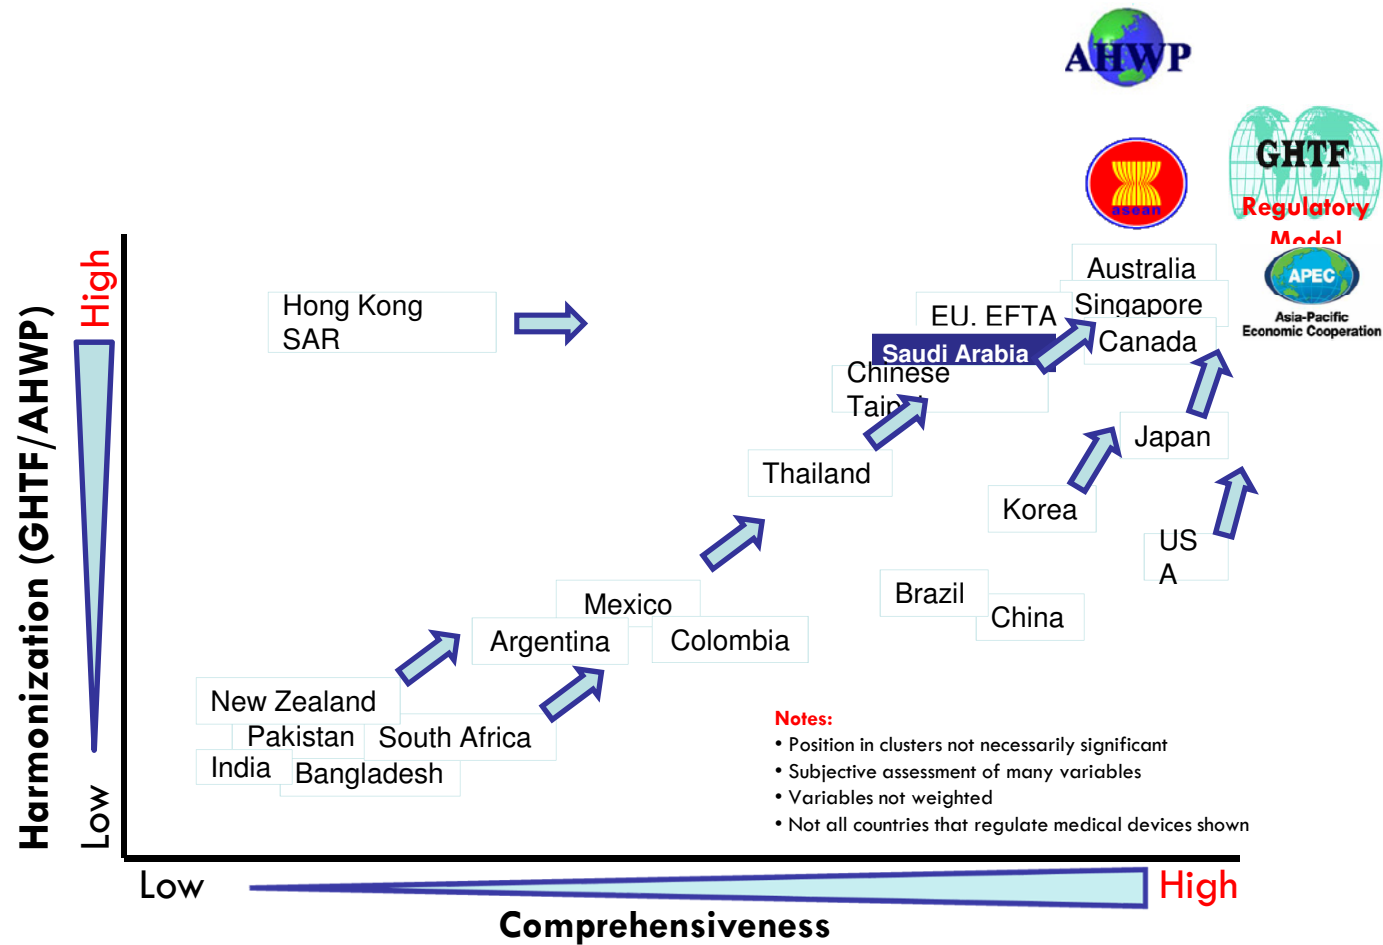 AHWP
GHTF
Regulatory
Model
asean
APEC
Asia-Pacific
Economic Cooperation
Harmonization (GHTF/AHWP)
High
Low
Hong Kong
SAR
Australia
Singapore
EU, EFTA
Canada
Saudi Arabia
Chinese
Japan
Thailand
Korea
US
A
Brazil
China
Mexico
Argentina
Colombia
New Zealand
Pakistan
South Africa
India
Bangladesh
Notes:
• Position in clusters not necessarily significant
• Subjective assessment of many variables
• Variables not weighted
• Not all countries that regulate medical devices shown
Low
High
Comprehensiveness